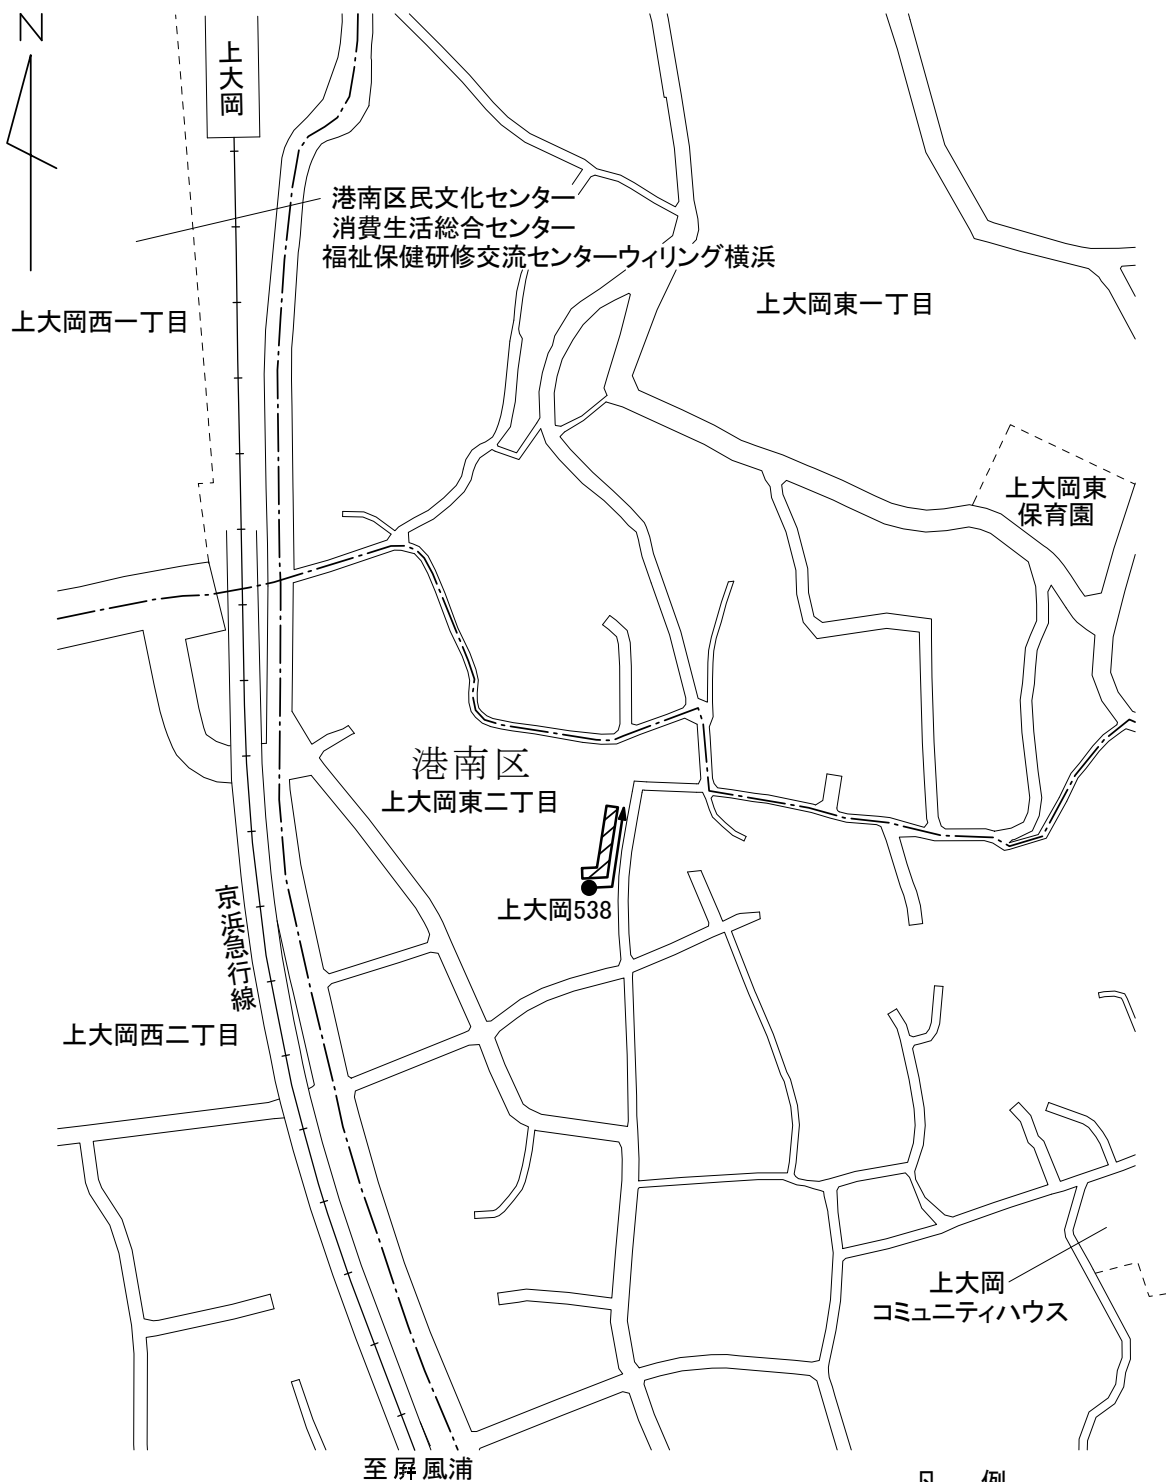 N
上大岡
港南区民文化センター
消費生活総合センター
福祉保健研修交流センターウィリング横浜
上大岡西一丁目
上大岡東一丁目
上大岡東
保育園
港南区
上大岡東二丁目
上大岡538
京浜急行線
上大岡西二丁目
上大岡
コミュニティハウス
至屛風浦
凡 例